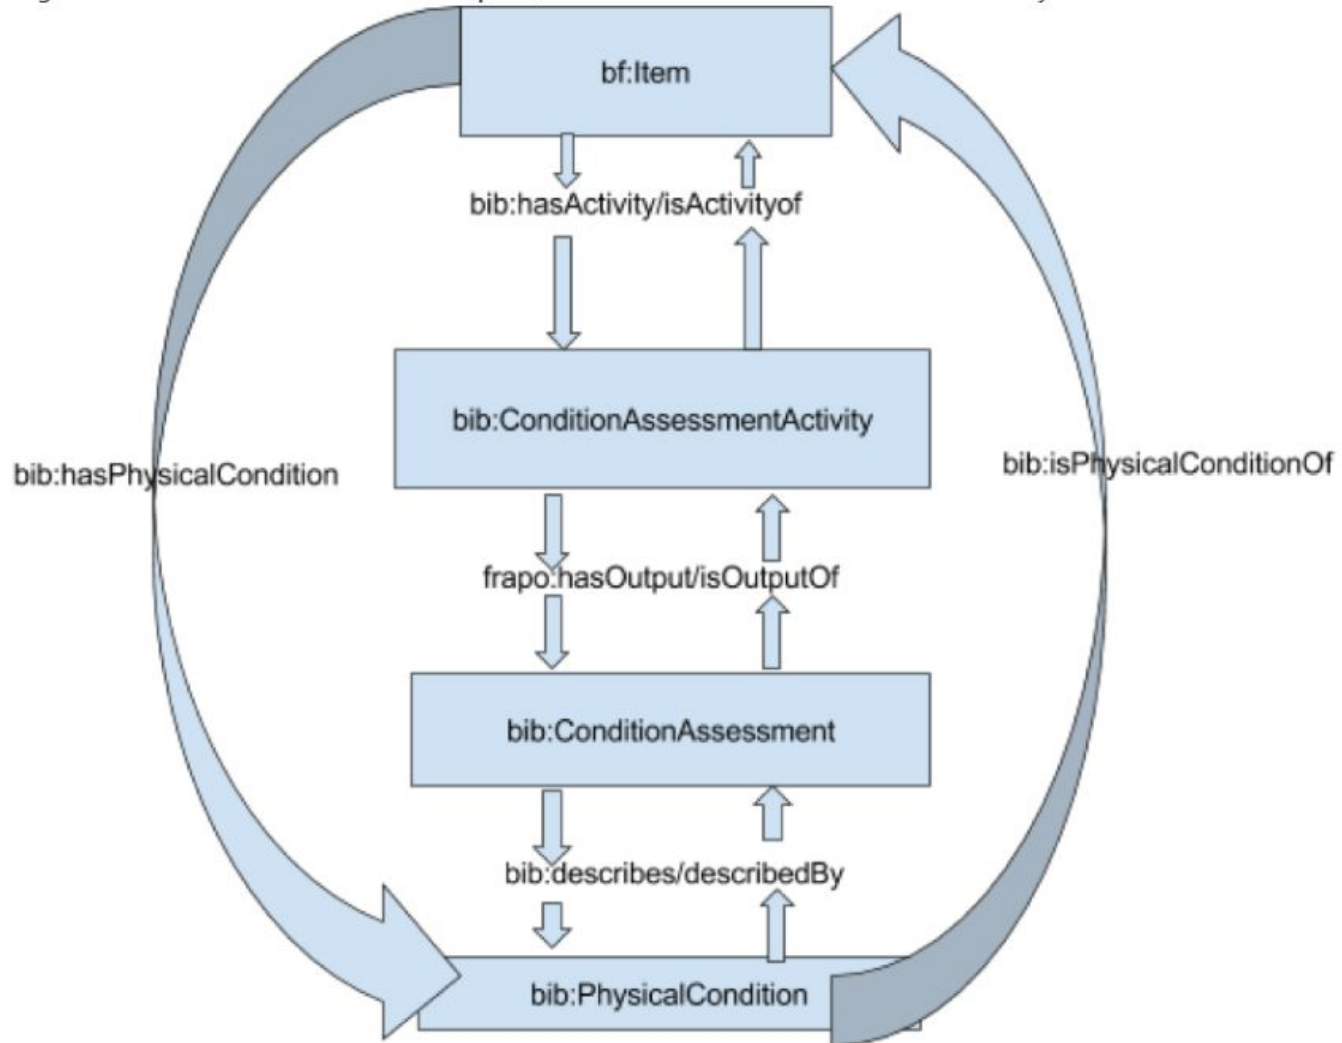 bf:Item
bib:hasActivity/isActivityof
bib:ConditionAssessmentActivity
bib:hasPhysicalCondition
bib:isPhysicalConditionOf
frapo:hasOutput/isOutputOf
bib:ConditionAssessment
bib:describes/describedBy
bib:PhysicalCondition